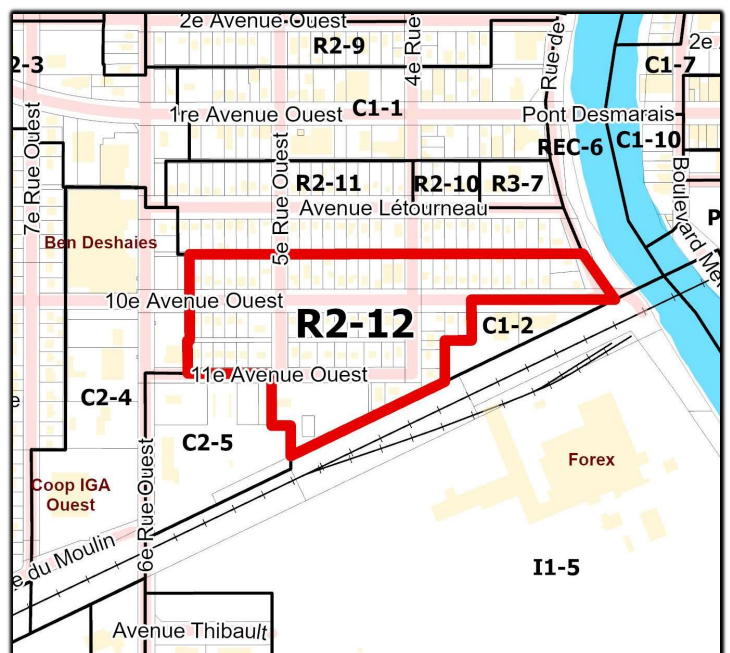 2e Avenue Ouest
R2-9
4e Rue
Rue de
2e
2-3
C1-7
1re Avenue Ouest
C1-1
Pont Desmarais
C1-10
REC-6
7e Rue Ouest
5e Rue Ouest
R2-11
R2-10
R3-7
Boulevard Mer
Avenue Létourneau
P
Ben Deshaies
10e Avenue Ouest
R2-12
C1-2
11e Avenue Ouest
C2-4
C2-5
6e Rue Ouest
Forex
Coop IGA
Ouest
e du Moulin
I1-5
Avenue Thibault